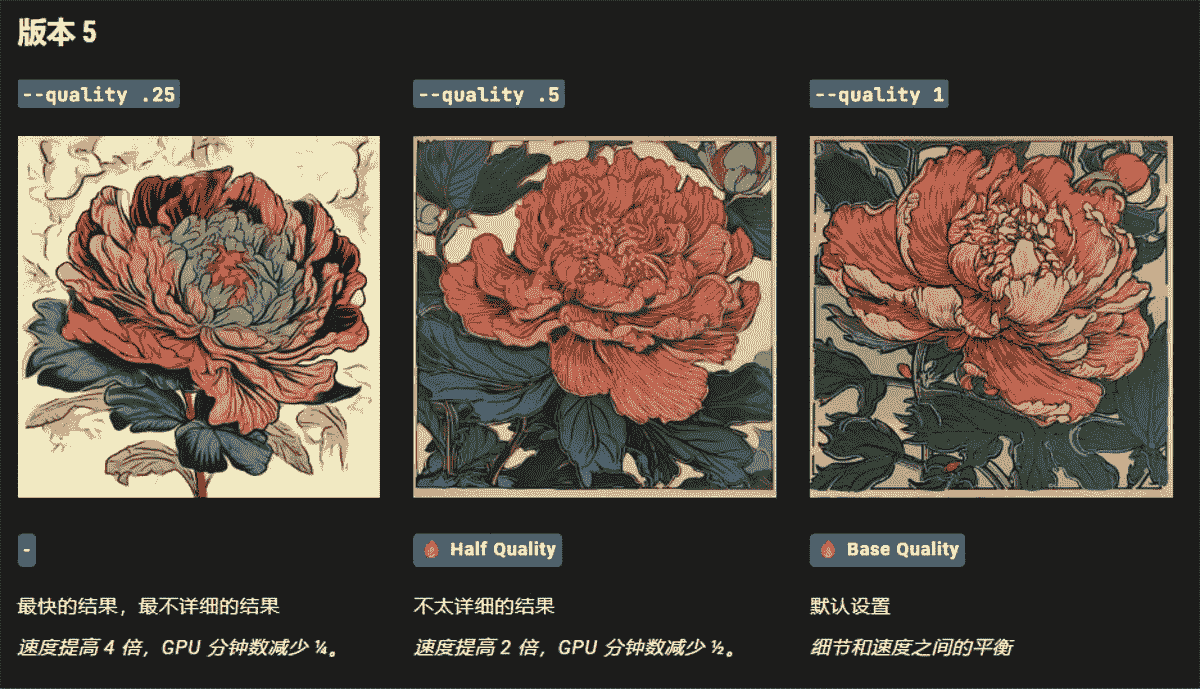 版本 5
--quality .25
--quality .5
--quality 1
-
Half Quality
Base Quality
最快的结果，最不详细的结果
不太详细的结果
默认设置
速度提高 4 倍，GPU 分钟数减少 ¼。
速度提高 2 倍，GPU 分钟数减少 ½。
细节和速度之间的平衡